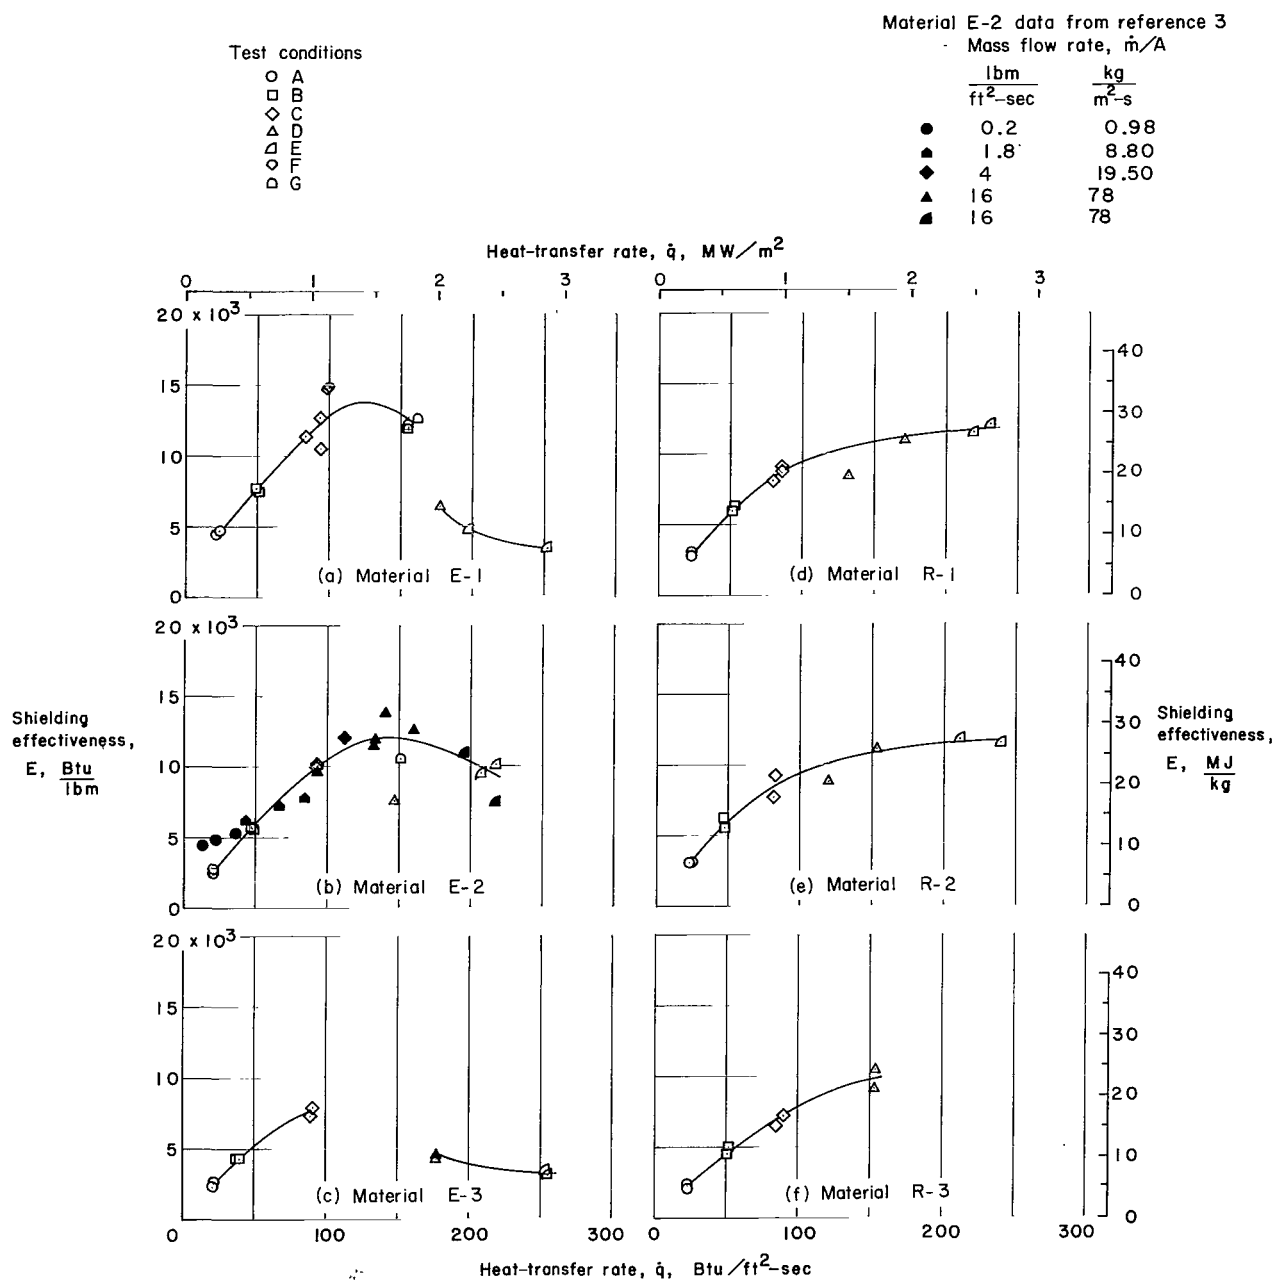 Material E-2 data from reference 3
Mass flow rate, ṁ/A
Test conditions
A
B
C
D
E
F
G
lbm kg
ft²-sec m²-s
0.2 0.98
1.8 8.80
4 19.50
16 78
16 78
Heat-transfer rate, q̇, MW/m²
0 1 2 3 0 1 2 3
20 × 10³
15
10
5
0
(a) Material E-1
(d) Material R-1
40
30
20
10
0
20 × 10³
15
10
5
0
(b) Material E-2
(e) Material R-2
40
30
20
10
0
Shielding
effectiveness,
E, Btu
lbm
Shielding
effectiveness,
E, MJ
kg
20 × 10³
15
10
5
0
(c) Material E-3
(f) Material R-3
40
30
20
10
0
0 100 200 300 0 100 200 300
Heat-transfer rate, q̇, Btu/ft²-sec